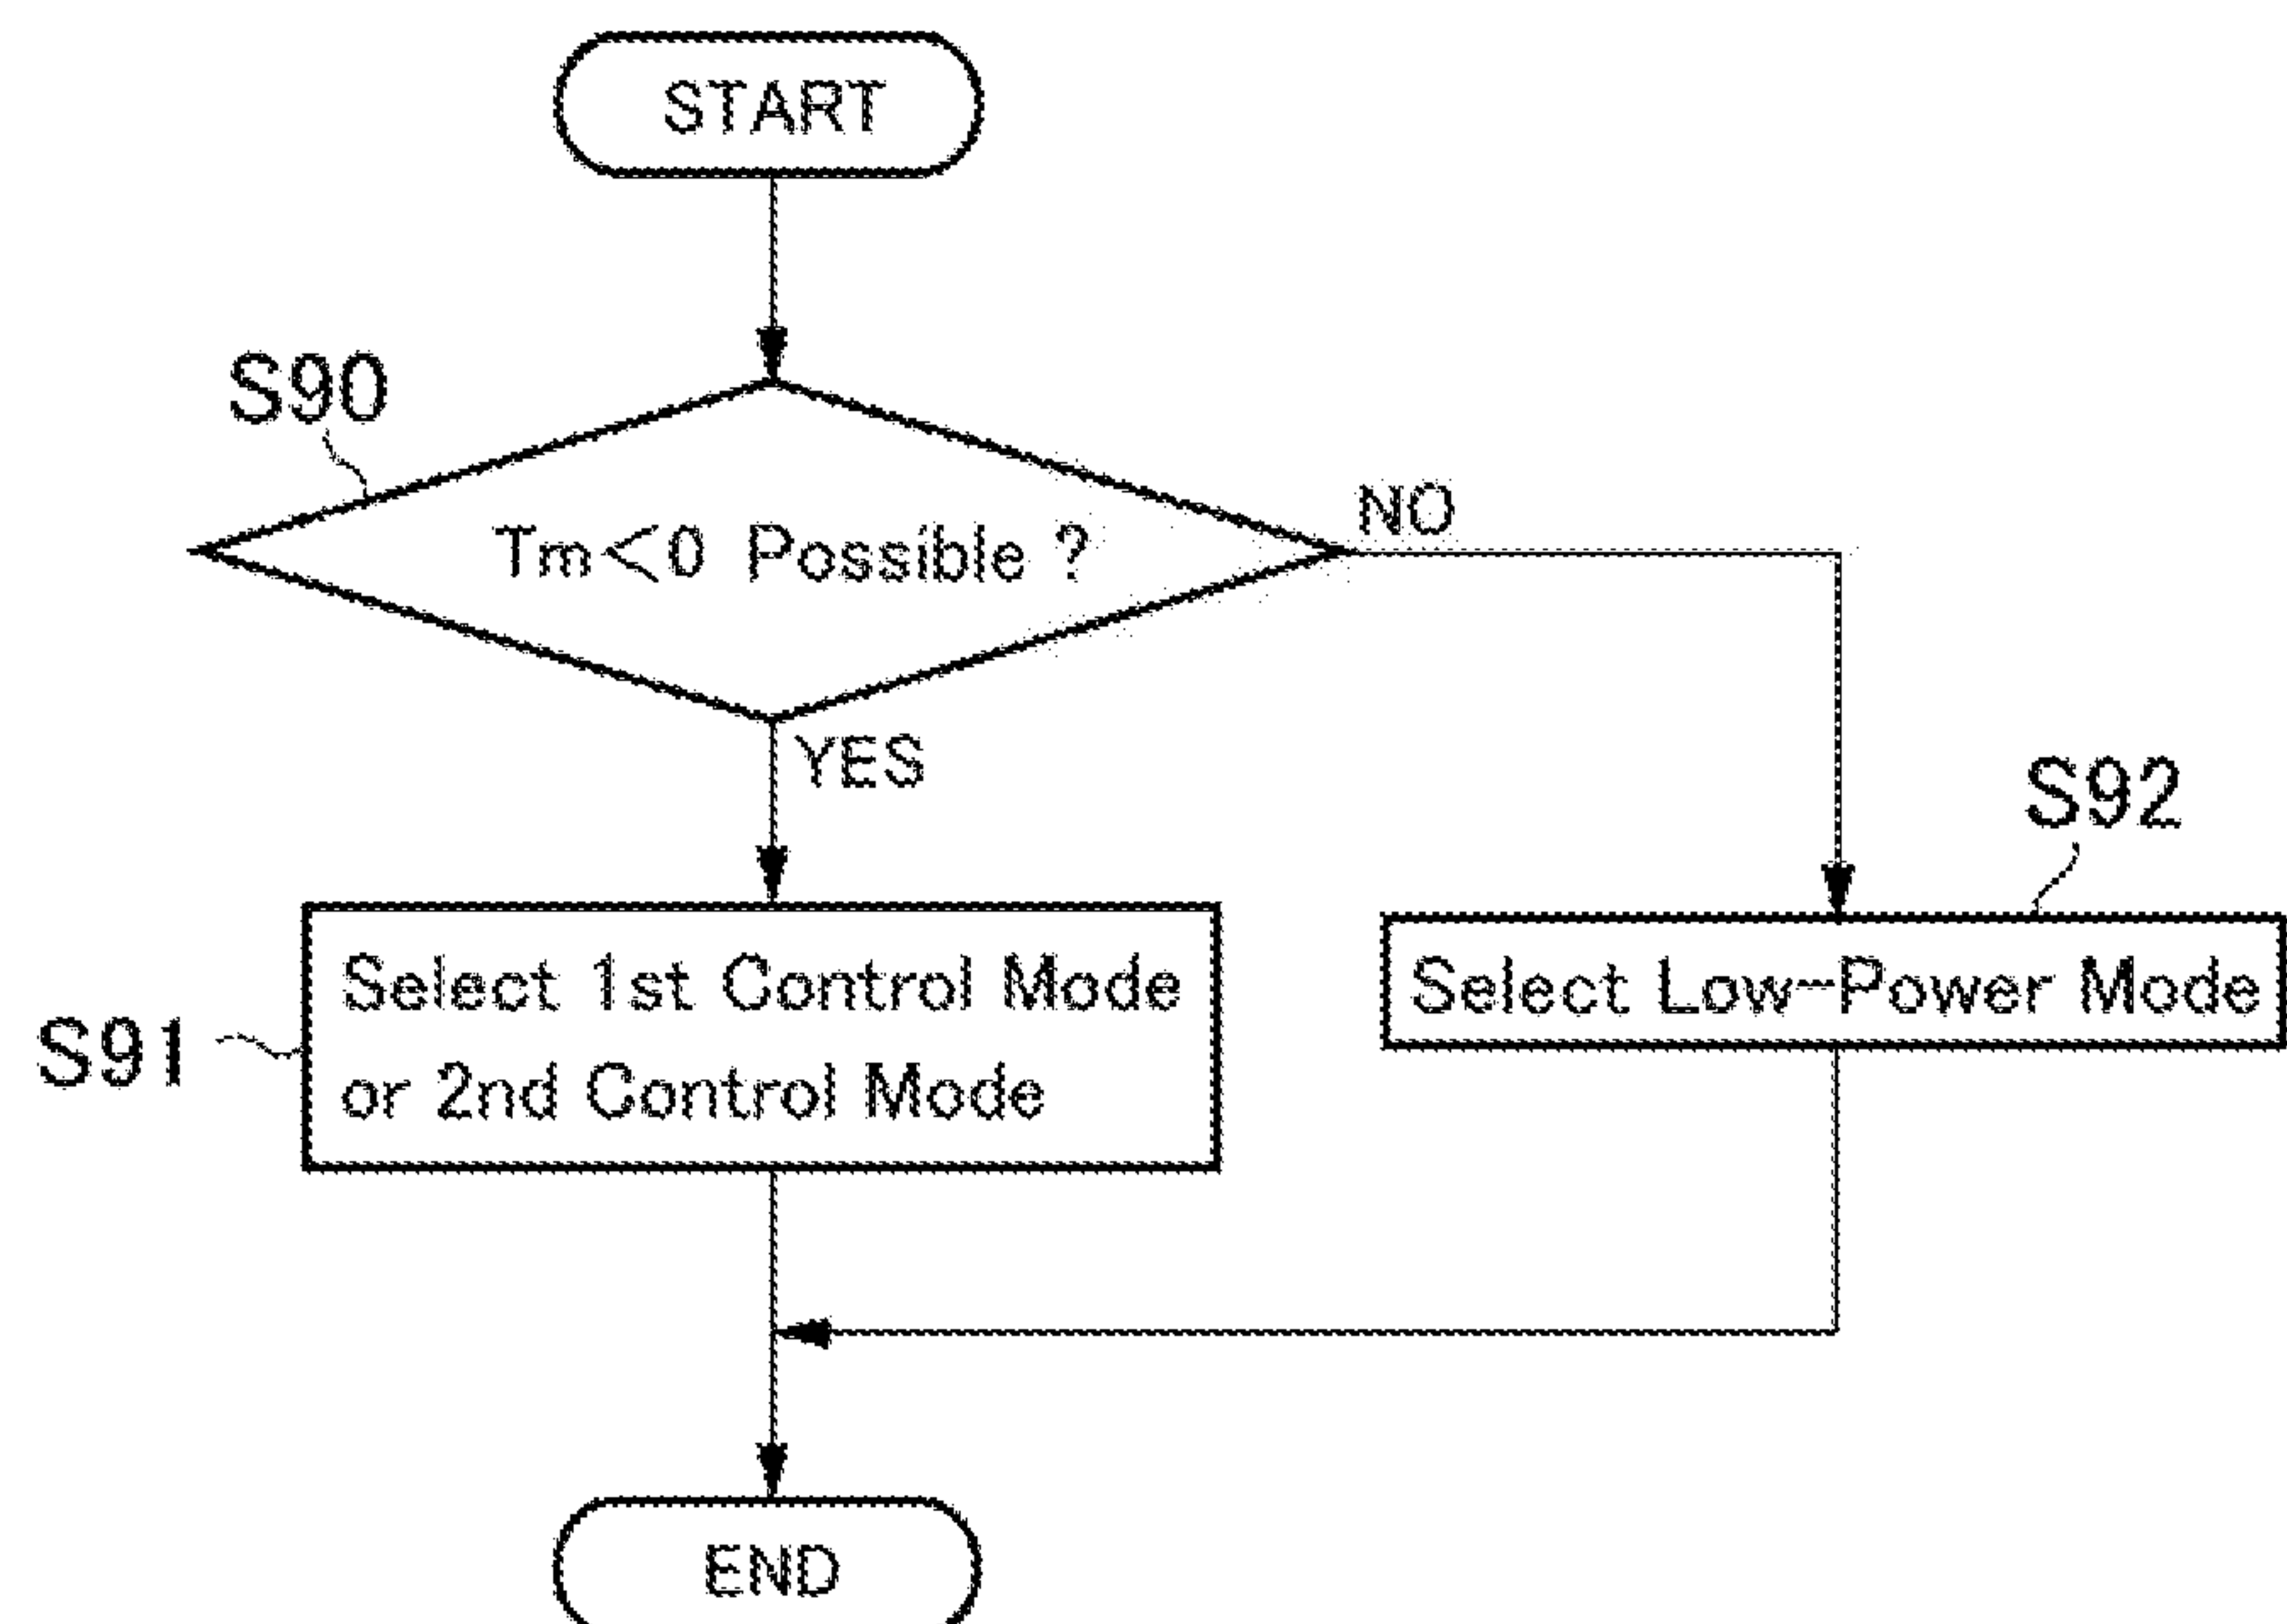 START
S90
Tm<0 Possible ?
NO
YES
S92
Select 1st Control Mode
or 2nd Control Mode
S91
Select Low-Power Mode
END